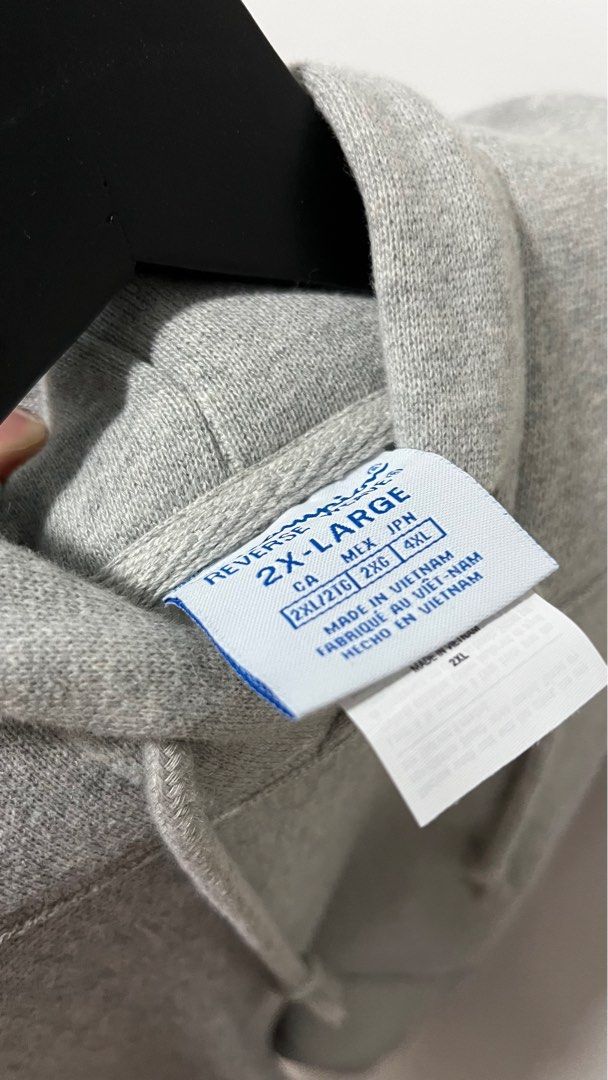 Champion®
REVERSE WEAVE®
2X-LARGE
CA MEX JPN
2XL/2TG 2XG 4XL
MADE IN VIETNAM
FABRIQUÉ AU VIÊT-NAM
HECHO EN VIETNAM
MADE IN VIETNAM
2XL